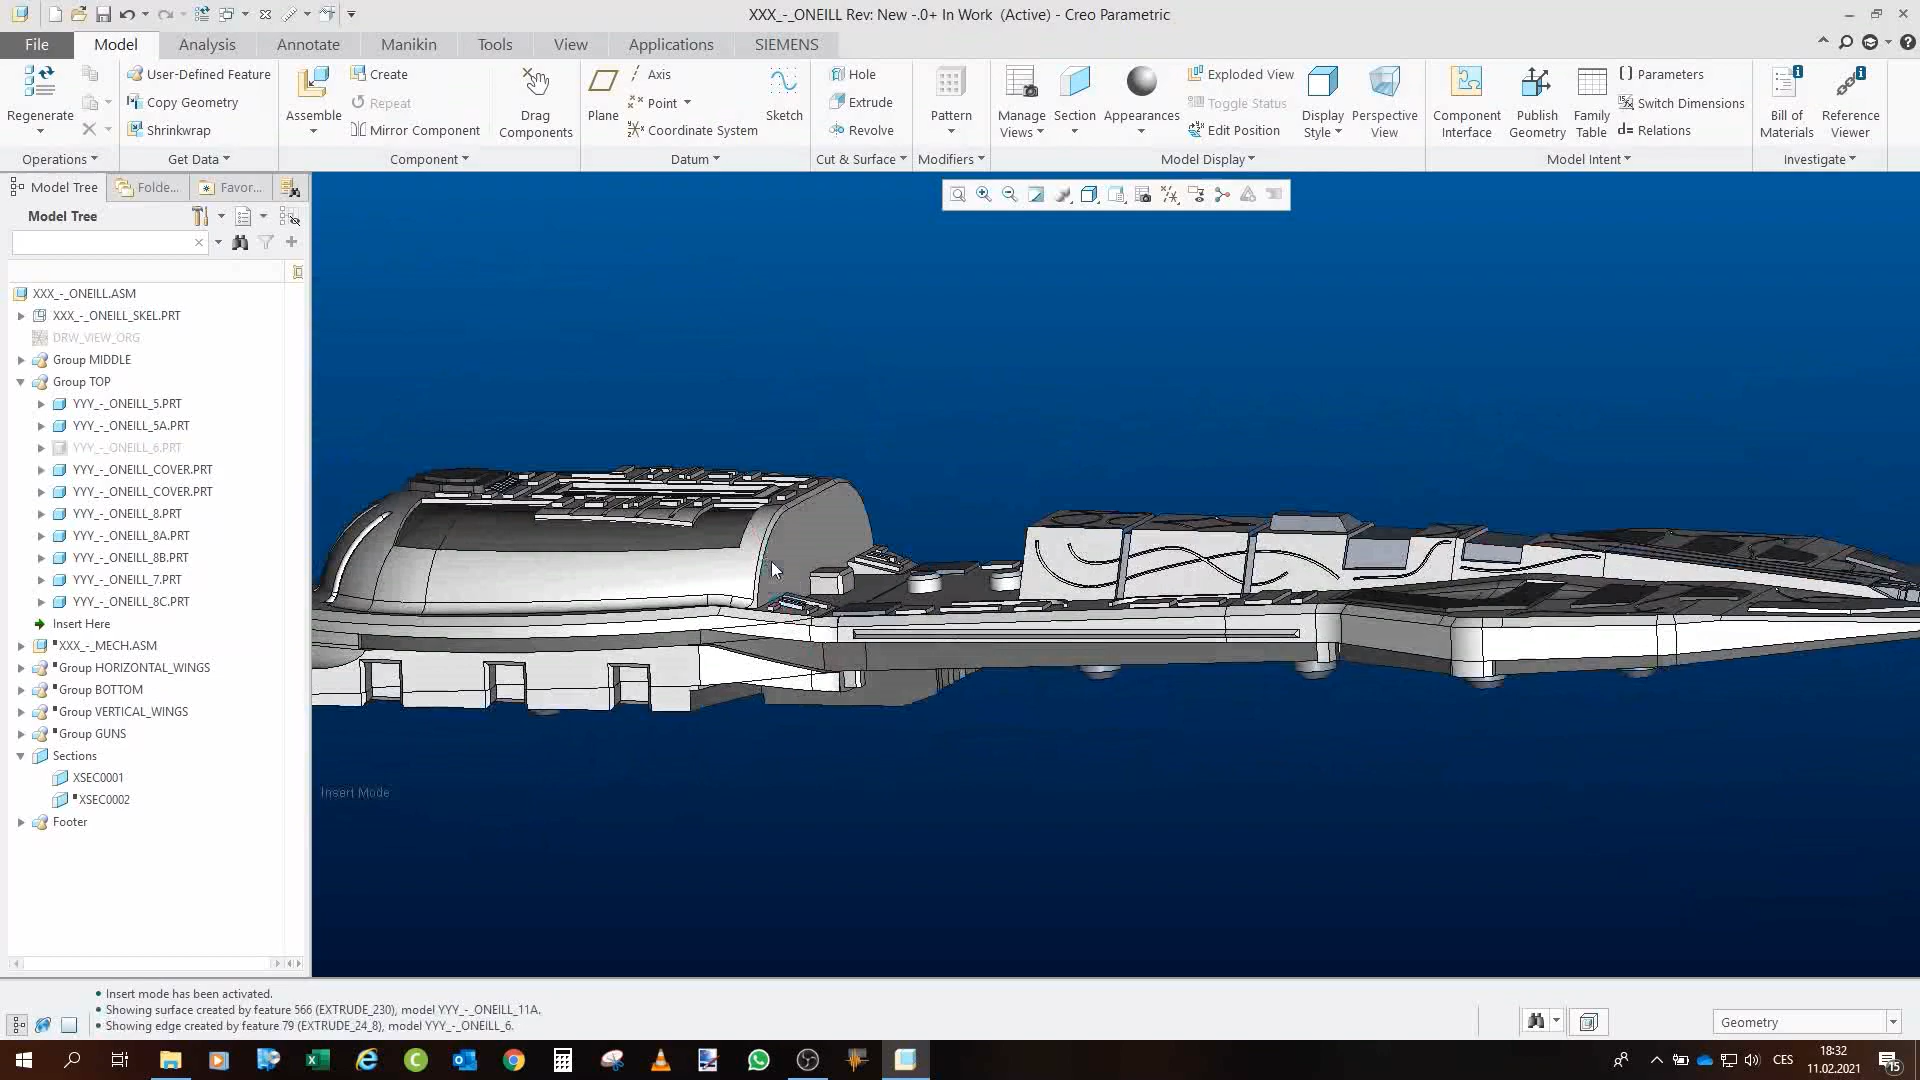 XXX_-_ONEILL Rev: New -.0+ In Work (Active) - Creo Parametric
File Model Analysis Annotate Manikin Tools View Applications SIEMENS
Regenerate
User-Defined Feature
Copy Geometry
Shrinkwrap
Assemble
Create
Repeat
Mirror Component
Drag
Components
Plane
Axis
Point
Coordinate System
Sketch
Hole
Extrude
Revolve
Pattern
Manage
Views
Section
Appearances
Exploded View
Toggle Status
Edit Position
Display
Style
Perspective
View
Component
Interface
Publish
Geometry
Family
Table
Parameters
Switch Dimensions
Relations
Bill of
Materials
Reference
Viewer
Operations Get Data Component Datum Cut & Surface Modifiers Model Display Model Intent Investigate
Model Tree Folde... Favor...
Model Tree
XXX_-_ONEILL.ASM
XXX_-_ONEILL_SKEL.PRT
DRW_VIEW_ORG
Group MIDDLE
Group TOP
YYY_-_ONEILL_5.PRT
YYY_-_ONEILL_5A.PRT
YYY_-_ONEILL_6.PRT
YYY_-_ONEILL_COVER.PRT
YYY_-_ONEILL_COVER.PRT
YYY_-_ONEILL_8.PRT
YYY_-_ONEILL_8A.PRT
YYY_-_ONEILL_8B.PRT
YYY_-_ONEILL_7.PRT
YYY_-_ONEILL_8C.PRT
Insert Here
XXX_-_MECH.ASM
Group HORIZONTAL_WINGS
Group BOTTOM
Group VERTICAL_WINGS
Group GUNS
Sections
XSEC0001
XSEC0002
Footer
Insert Mode
• Insert mode has been activated.
• Showing surface created by feature 566 (EXTRUDE_230), model YYY_-_ONEILL_11A.
• Showing edge created by feature 79 (EXTRUDE_24_8), model YYY_-_ONEILL_6.
Geometry
CES
18:32
11.02.2021
15